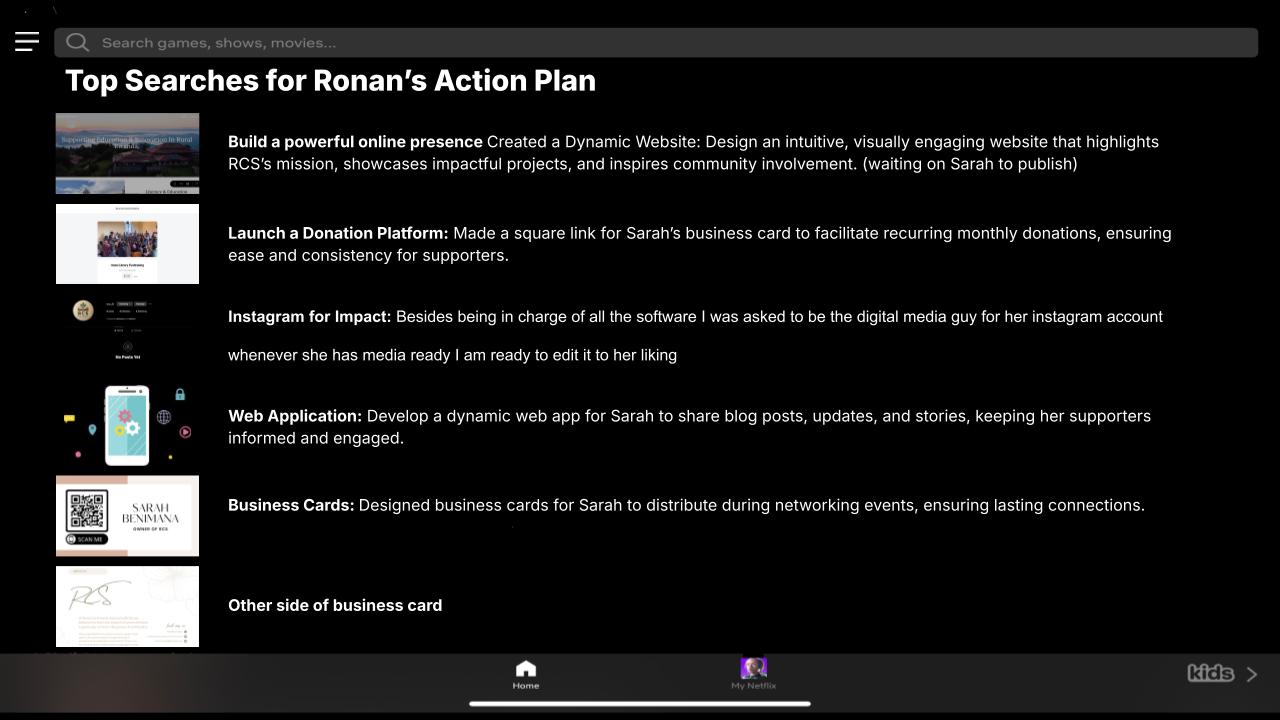 Search games, shows, movies...
Top Searches for Ronan’s Action Plan
Supporting Education & Innovation In Rural
Rwanda.
Literacy & Education
Build a powerful online presence Created a Dynamic Website: Design an intuitive, visually engaging website that highlights
RCS’s mission, showcases impactful projects, and inspires community involvement. (waiting on Sarah to publish)
Launch a Donation Platform: Made a square link for Sarah’s business card to facilitate recurring monthly donations, ensuring
ease and consistency for supporters.
Instagram for Impact: Besides being in charge of all the software I was asked to be the digital media guy for her instagram account
whenever she has media ready I am ready to edit it to her liking
No Posts Yet
Web Application: Develop a dynamic web app for Sarah to share blog posts, updates, and stories, keeping her supporters
informed and engaged.
SARAH
BENIMANA
OWNER OF RCS
SCAN ME
Business Cards: Designed business cards for Sarah to distribute during networking events, ensuring lasting connections.
RCS
Other side of business card
Home
My Netflix
kids